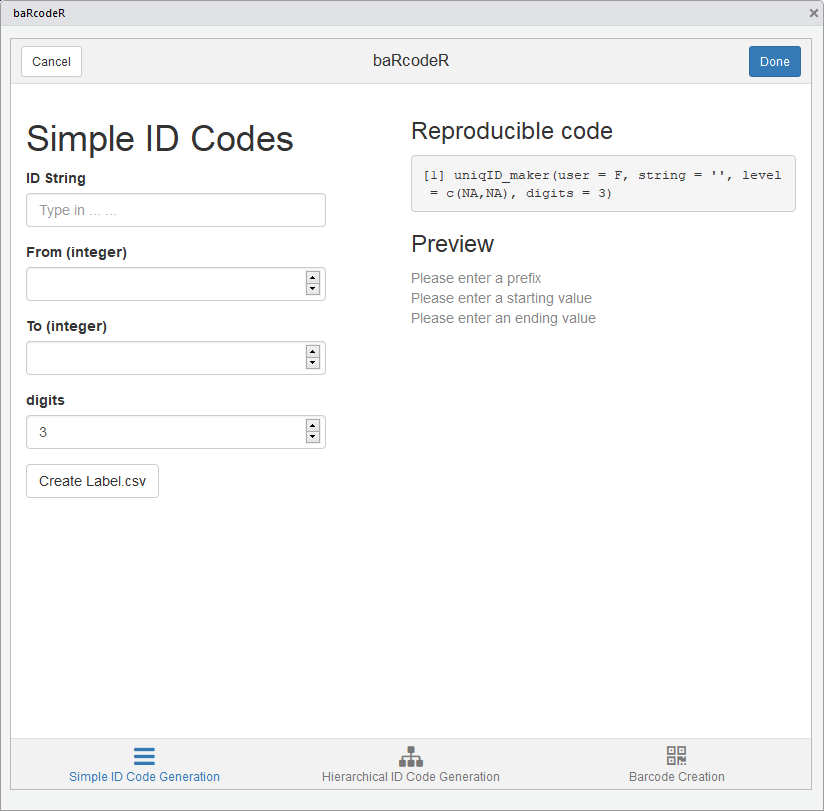 baRcodeR
Cancel
baRcodeR
Done
Simple ID Codes
ID String
Type in ... ...
From (integer)
To (integer)
digits
3
Create Label.csv
Reproducible code
[1] uniqID_maker(user = F, string = '', level
= c(NA,NA), digits = 3)
Preview
Please enter a prefix
Please enter a starting value
Please enter an ending value
Simple ID Code Generation
Hierarchical ID Code Generation
Barcode Creation